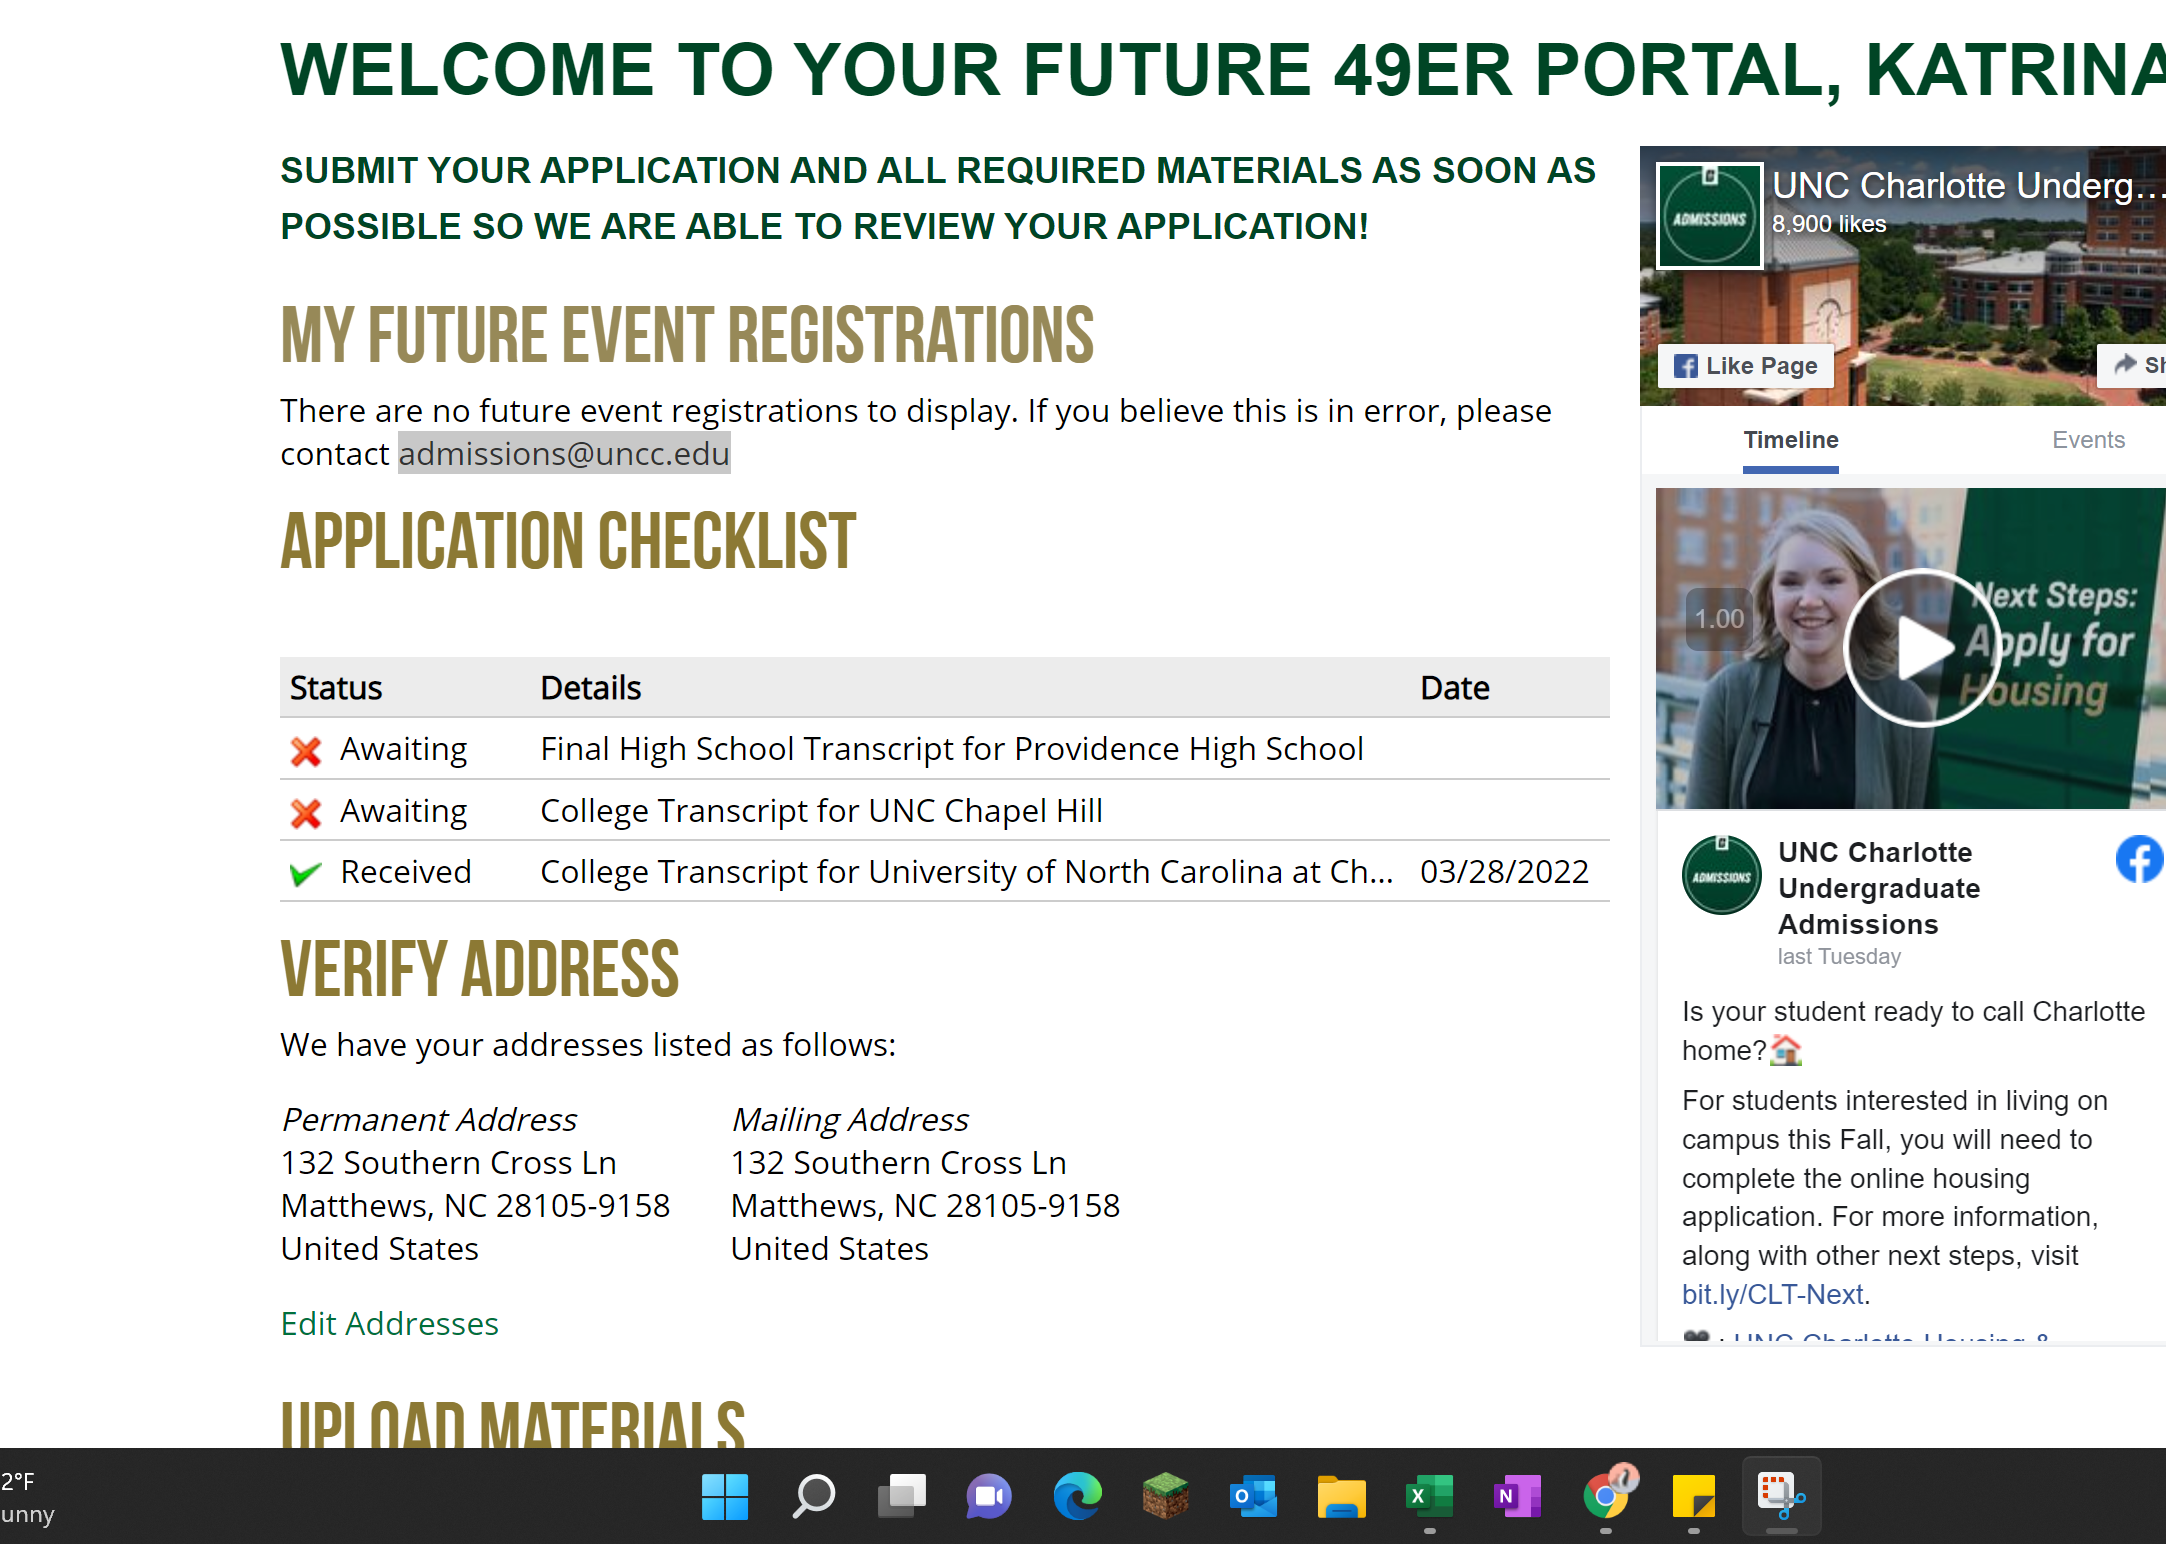 WELCOME TO YOUR FUTURE 49ER PORTAL, KATRINA
SUBMIT YOUR APPLICATION AND ALL REQUIRED MATERIALS AS SOON AS
POSSIBLE SO WE ARE ABLE TO REVIEW YOUR APPLICATION!
MY FUTURE EVENT REGISTRATIONS
There are no future event registrations to display. If you believe this is in error, please
contact admissions@uncc.edu
APPLICATION CHECKLIST
Status Details Date
Awaiting Final High School Transcript for Providence High School
Awaiting College Transcript for UNC Chapel Hill
Received College Transcript for University of North Carolina at Ch... 03/28/2022
VERIFY ADDRESS
We have your addresses listed as follows:
Permanent Address
132 Southern Cross Ln
Matthews, NC 28105-9158
United States
Mailing Address
132 Southern Cross Ln
Matthews, NC 28105-9158
United States
Edit Addresses
UPLOAD MATERIALS
ADMISSIONS
UNC Charlotte Underg...
8,900 likes
Like Page
Sh
Timeline Events
1.00
Next Steps:
Apply for
Housing
ADMISSIONS
UNC Charlotte
Undergraduate
Admissions
last Tuesday
Is your student ready to call Charlotte
home?🏠
For students interested in living on
campus this Fall, you will need to
complete the online housing
application. For more information,
along with other next steps, visit
bit.ly/CLT-Next.
🎥: UNC Charlotte Housing &
2°F
unny